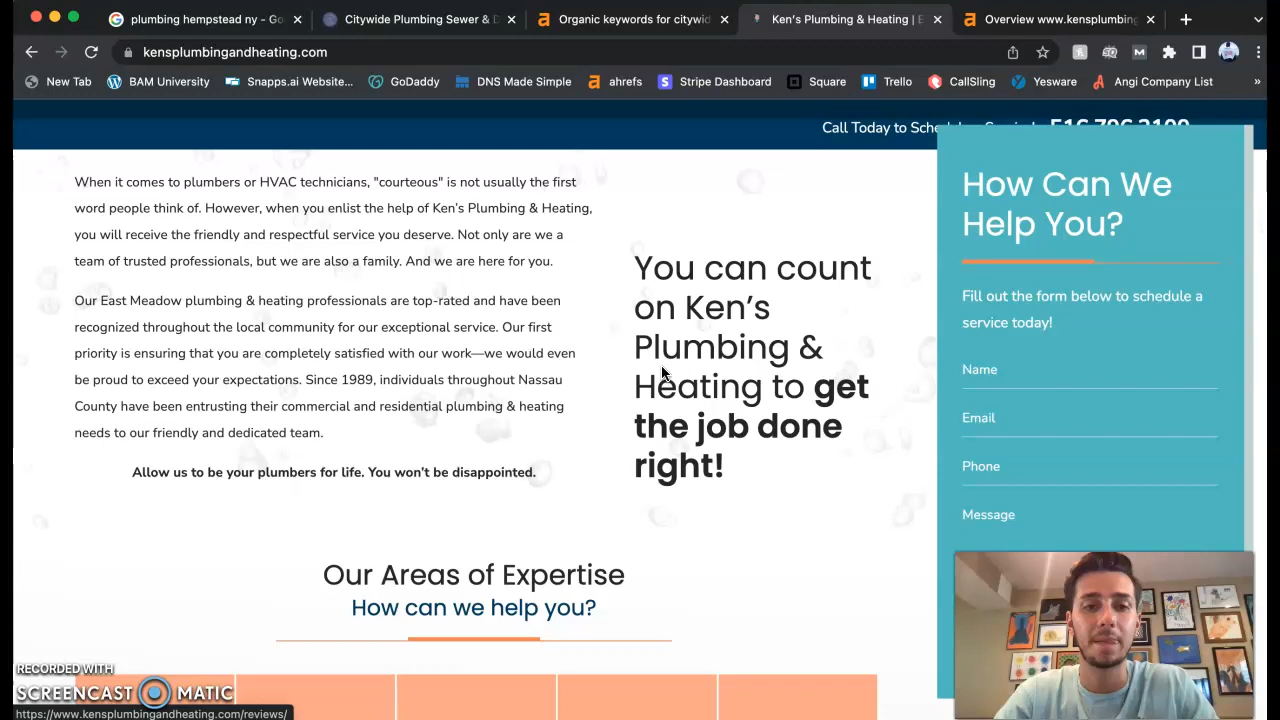 plumbing hempstead ny - Go
Citywide Plumbing Sewer & D
Organic keywords for citywid
Ken's Plumbing & Heating | E
Overview www.kensplumbing
kensplumbingandheating.com
New Tab
BAM University
Snapps.ai Website...
GoDaddy
DNS Made Simple
ahrefs
Stripe Dashboard
Square
Trello
CallSling
Yesware
Angi Company List
»
Call Today to
516.796.2100
When it comes to plumbers or HVAC technicians, "courteous" is not usually the first
word people think of. However, when you enlist the help of Ken's Plumbing & Heating,
you will receive the friendly and respectful service you deserve. Not only are we a
team of trusted professionals, but we are also a family. And we are here for you.
Our East Meadow plumbing & heating professionals are top-rated and have been
recognized throughout the local community for our exceptional service. Our first
priority is ensuring that you are completely satisfied with our work—we would even
be proud to exceed your expectations. Since 1989, individuals throughout Nassau
County have been entrusting their commercial and residential plumbing & heating
needs to our friendly and dedicated team.
Allow us to be your plumbers for life. You won't be disappointed.
You can count
on Ken's
Plumbing &
Heating to get
the job done
right!
How Can We
Help You?
Fill out the form below to schedule a
service today!
Name
Email
Phone
Message
Our Areas of Expertise
How can we help you?
RECORDED WITH
SCREENCAST MATIC
https://www.kensplumbingandheating.com/reviews/